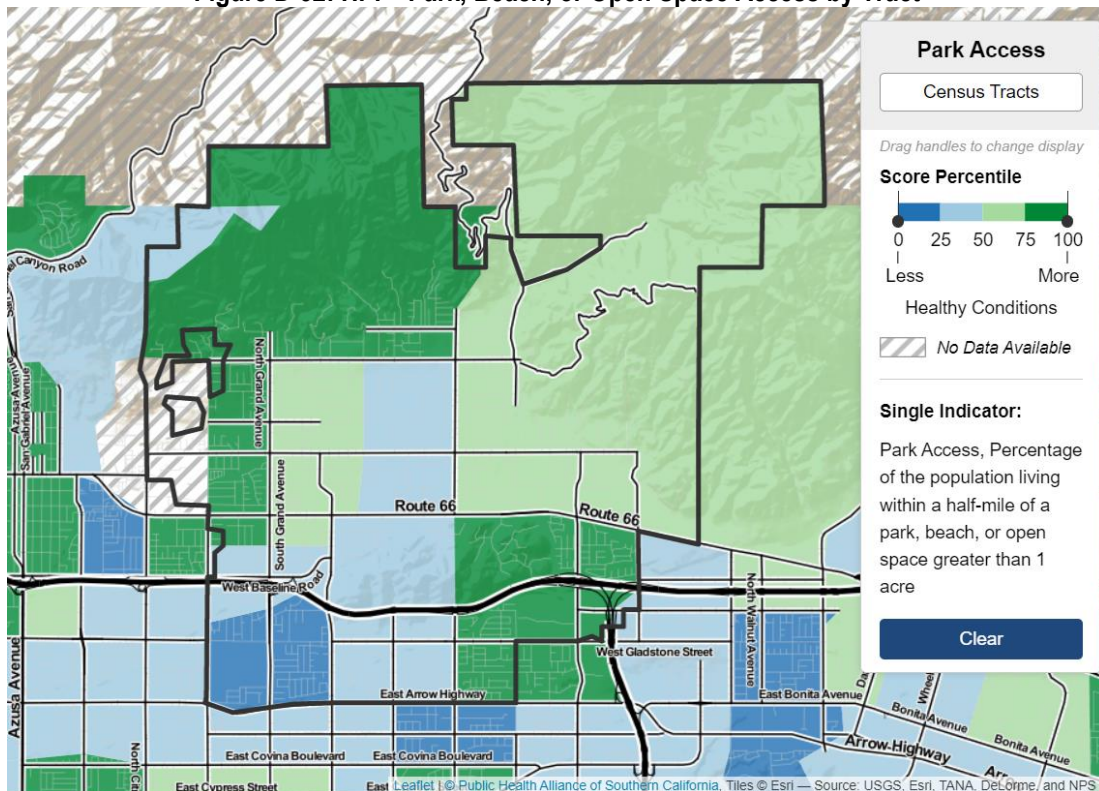 Park Access
Census Tracts
Drag handles to change display
Score Percentile
0 25 50 75 100
Less More
Healthy Conditions
No Data Available
Single Indicator:
Park Access, Percentage
of the population living
within a half-mile of a
park, beach, or open
space greater than 1
acre
Clear
Canyon Road
Azusa Avenue
San Gabriel Avenue
North Grand Avenue
South Grand Avenue
Route 66
Route 66
West Baseline Road
North Walnut Avenue
West Gladstone Street
Azusa Avenue
East Arrow Highway
East Bonita Avenue
Bonita Avenue
Bonita Avenue
Arrow Highway
East Covina Boulevard
East Covina Boulevard
East Cypress Street
East
Leaflet | © Public Health Alliance of Southern California, Tiles © Esri — Source: USGS, Esri, TANA, DeLorme, and NPS